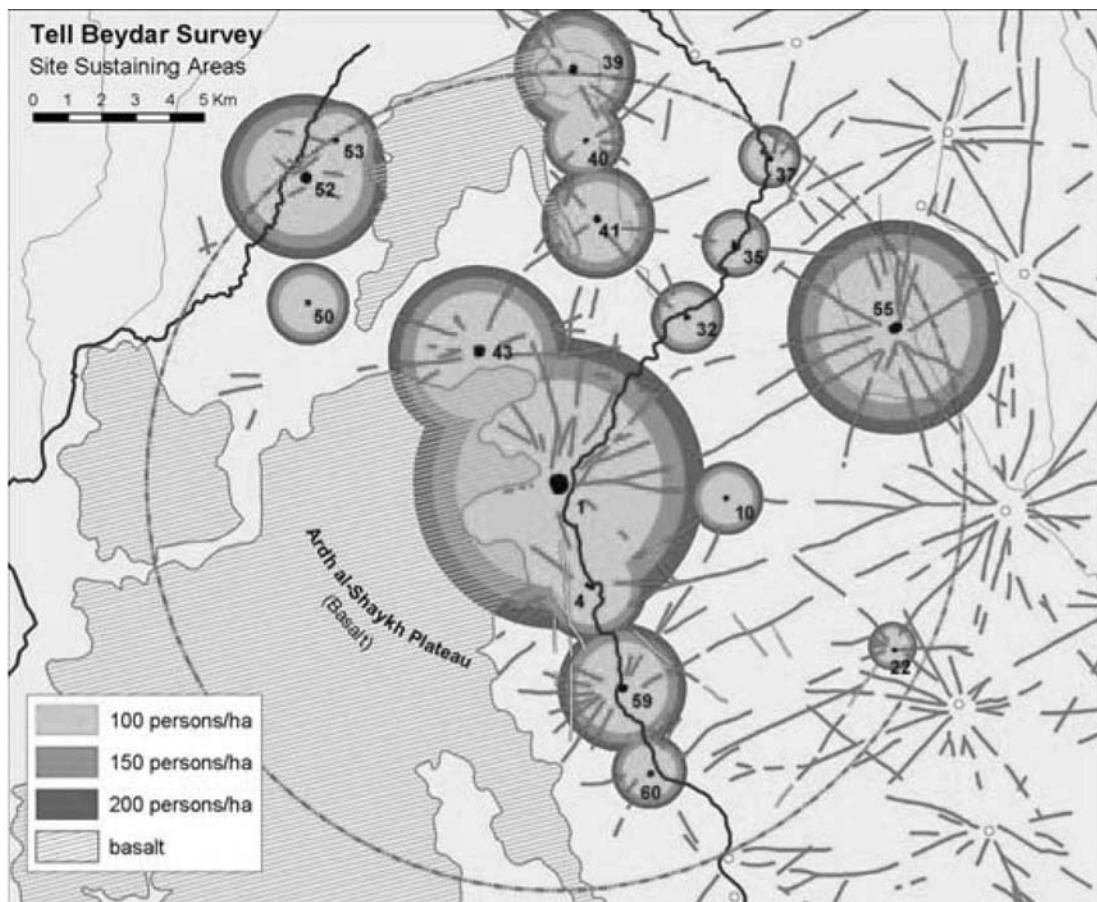 Tell Beydar Survey
Site Sustaining Areas
0 1 2 3 4 5 Km
39
53
40
37
52
41
35
50
32
55
43
1
10
4
Ardh al-Shaykh Plateau
(Basalt)
22
59
60
100 persons/ha
150 persons/ha
200 persons/ha
basalt